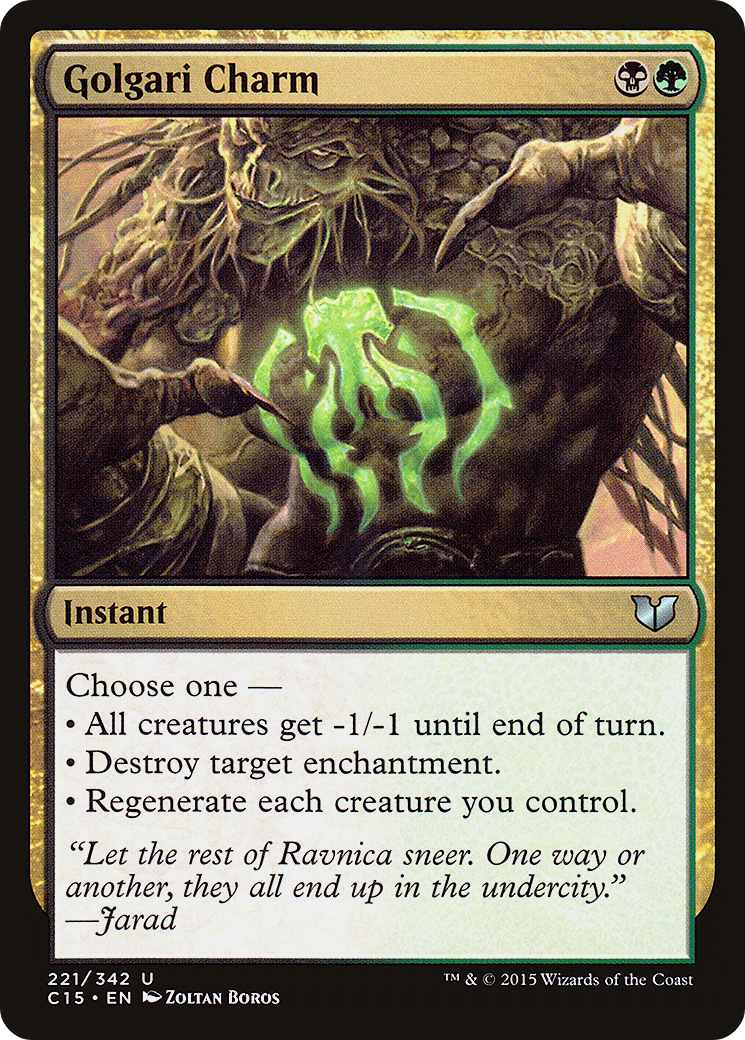 Golgari Charm
Instant
Choose one —
• All creatures get -1/-1 until end of turn.
• Destroy target enchantment.
• Regenerate each creature you control.
“Let the rest of Ravnica sneer. One way or
another, they all end up in the undercity.”
—Jarad
221/342 U
C15 • EN Zoltan Boros
™ & © 2015 Wizards of the Coast